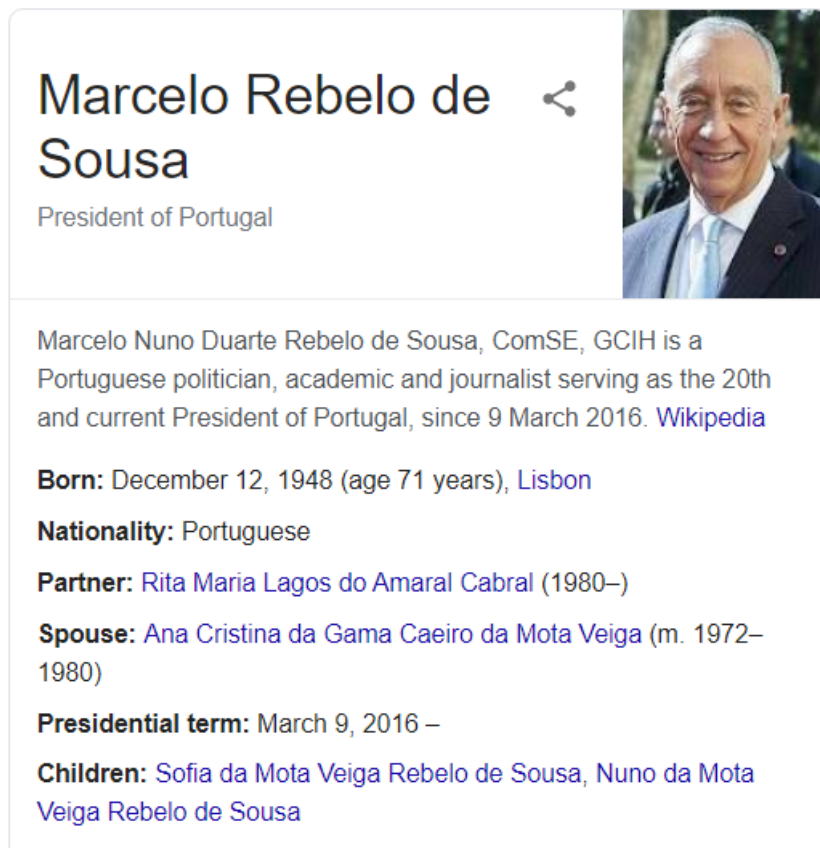 Marcelo Rebelo de
Sousa
President of Portugal
Marcelo Nuno Duarte Rebelo de Sousa, ComSE, GCIH is a
Portuguese politician, academic and journalist serving as the 20th
and current President of Portugal, since 9 March 2016. Wikipedia
Born: December 12, 1948 (age 71 years), Lisbon
Nationality: Portuguese
Partner: Rita Maria Lagos do Amaral Cabral (1980–)
Spouse: Ana Cristina da Gama Caeiro da Mota Veiga (m. 1972–
1980)
Presidential term: March 9, 2016 –
Children: Sofia da Mota Veiga Rebelo de Sousa, Nuno da Mota
Veiga Rebelo de Sousa